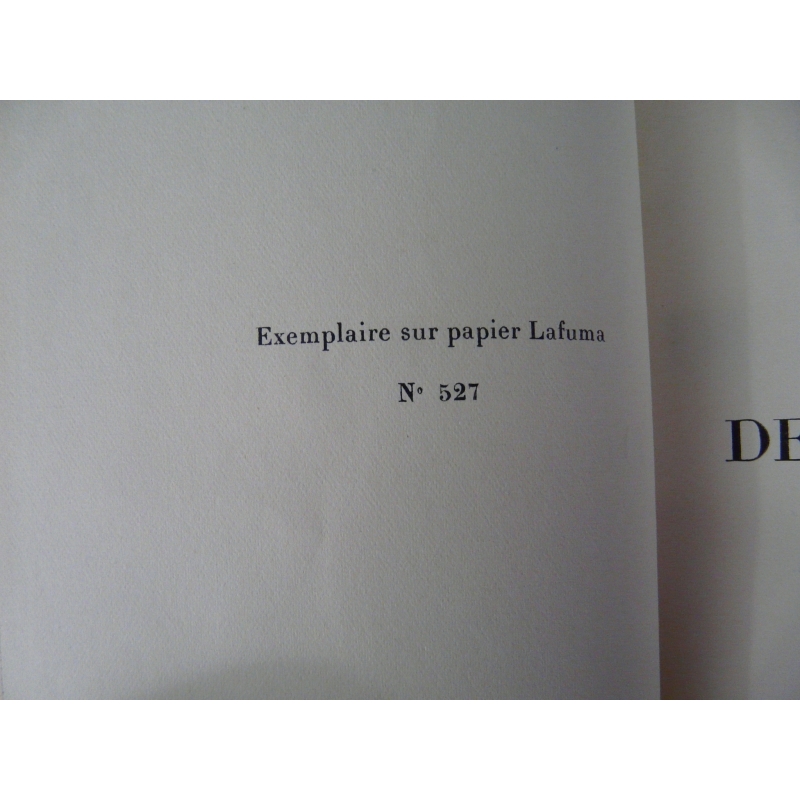 Exemplaire sur papier Lafuma
N° 527
DE